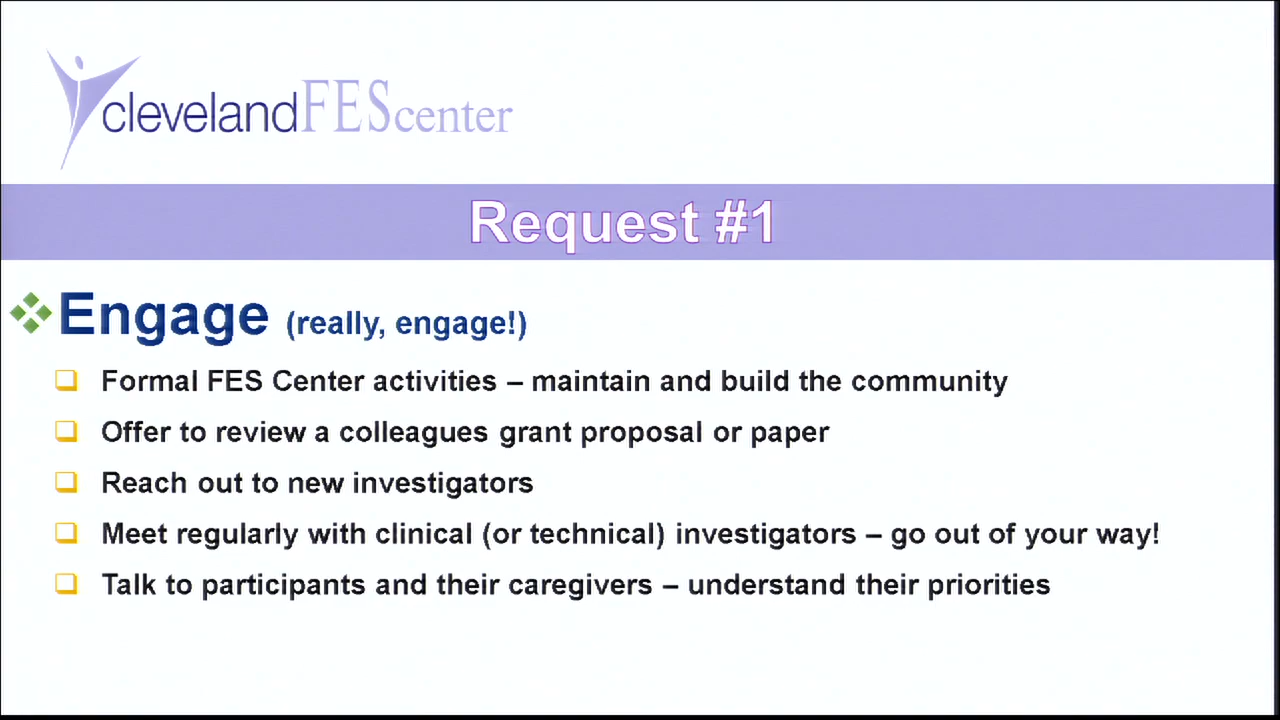 clevelandFEScenter
Request #1
Engage (really, engage!)
Formal FES Center activities – maintain and build the community
Offer to review a colleagues grant proposal or paper
Reach out to new investigators
Meet regularly with clinical (or technical) investigators – go out of your way!
Talk to participants and their caregivers – understand their priorities